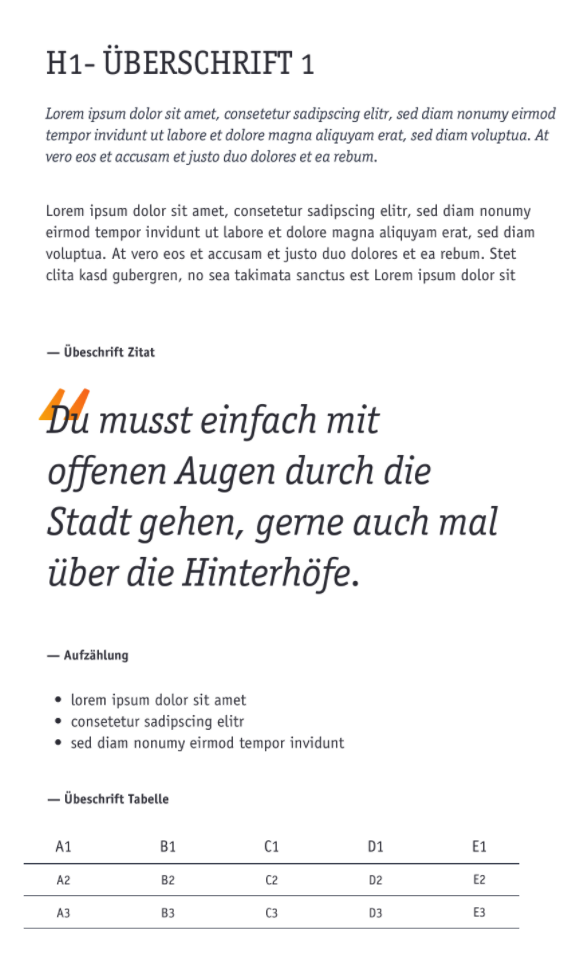 H1- ÜBERSCHRIFT 1
Lorem ipsum dolor sit amet, consetetur sadipscing elitr, sed diam nonumy eirmod
tempor invidunt ut labore et dolore magna aliquyam erat, sed diam voluptua. At
vero eos et accusam et justo duo dolores et ea rebum.
Lorem ipsum dolor sit amet, consetetur sadipscing elitr, sed diam nonumy
eirmod tempor invidunt ut labore et dolore magna aliquyam erat, sed diam
voluptua. At vero eos et accusam et justo duo dolores et ea rebum. Stet
clita kasd gubergren, no sea takimata sanctus est Lorem ipsum dolor sit
— Übeschrift Zitat
“Du musst einfach mit
offenen Augen durch die
Stadt gehen, gerne auch mal
über die Hinterhöfe.
— Aufzählung
• lorem ipsum dolor sit amet
• consetetur sadipscing elitr
• sed diam nonumy eirmod tempor invidunt
— Übeschrift Tabelle
A1 B1 C1 D1 E1
A2 B2 C2 D2 E2
A3 B3 C3 D3 E3